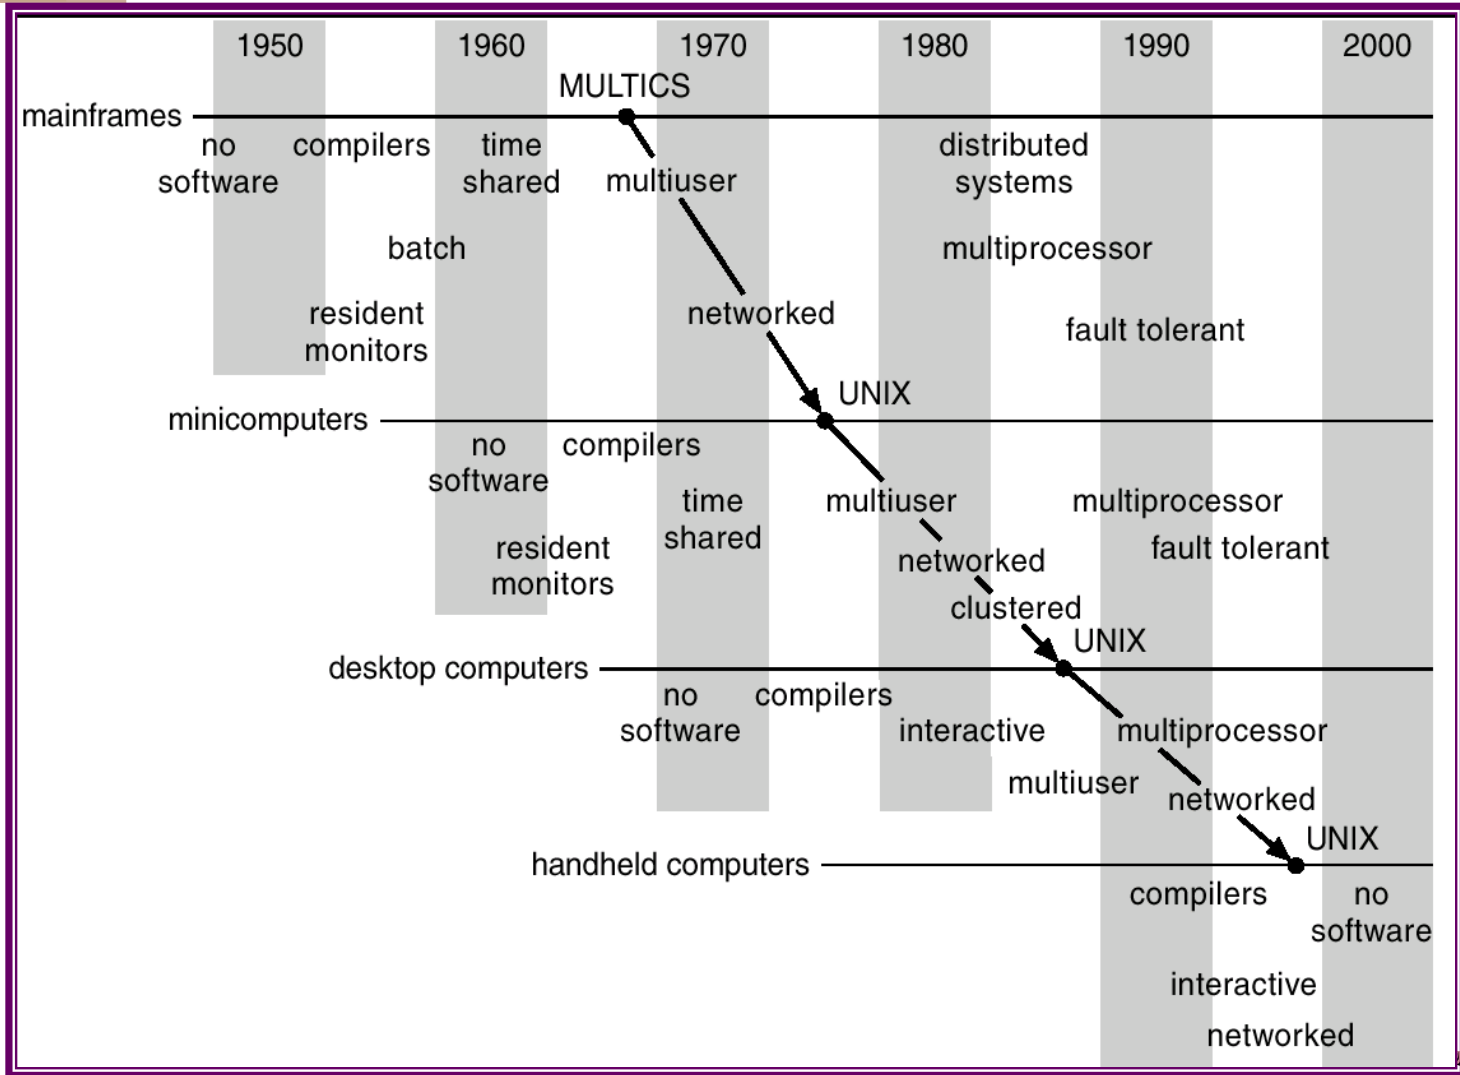 1950 1960 1970 1980 1990 2000
MULTICS
mainframes
no compilers time distributed
software shared multiuser systems
batch multiprocessor
resident networked fault tolerant
monitors
UNIX
minicomputers
no compilers
software time multiuser multiprocessor
shared
resident networked fault tolerant
monitors
clustered
UNIX
desktop computers
no compilers
software interactive multiprocessor
multiuser
networked
UNIX
handheld computers
compilers no
software
interactive
networked